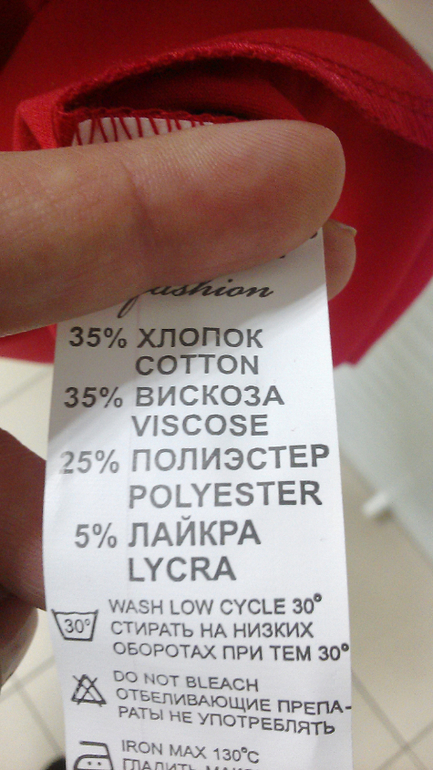 fashion
35% ХЛОПОК
COTTON
35% ВИСКОЗА
VISCOSE
25% ПОЛИЭСТЕР
POLYESTER
5% ЛАЙКРА
LYCRA
30° WASH LOW CYCLE 30°
СТИРАТЬ НА НИЗКИХ
ОБОРОТАХ ПРИ ТЕМ 30°
DO NOT BLEACH
ОТБЕЛИВАЮЩИЕ ПРЕПА-
РАТЫ НЕ УПОТРЕБЛЯТЬ
IRON MAX 130°C
ГЛАДИТЬ